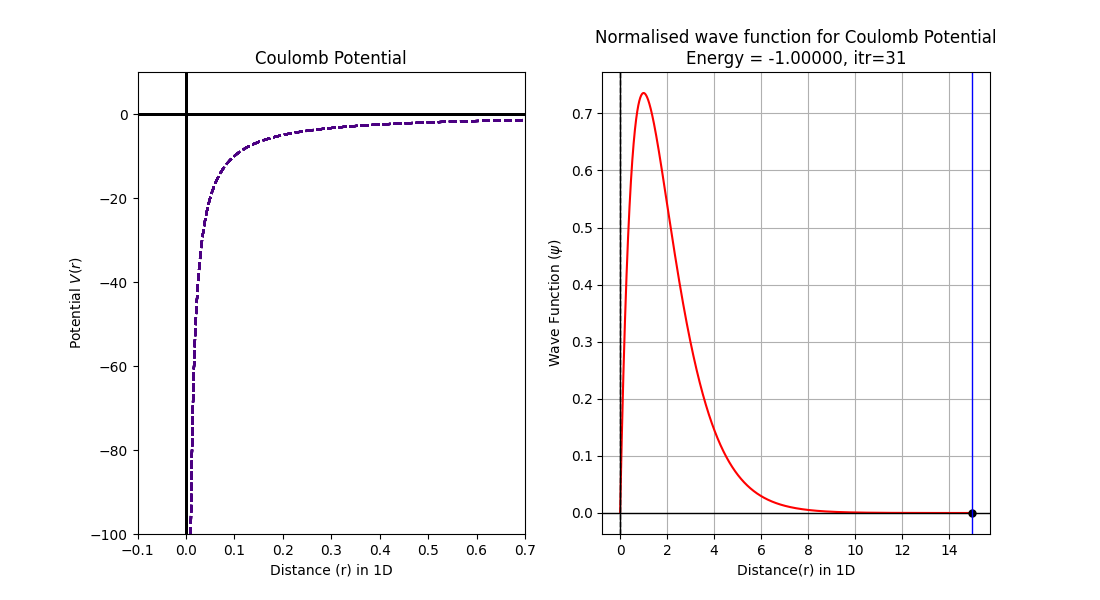 Coulomb Potential
0
−20
−40
−60
−80
−100
Potential V(r)
−0.1 0.0 0.1 0.2 0.3 0.4 0.5 0.6 0.7
Distance (r) in 1D
Normalised wave function for Coulomb Potential
Energy = -1.00000, itr=31
0.7
0.6
0.5
0.4
0.3
0.2
0.1
0.0
Wave Function (ψ)
0 2 4 6 8 10 12 14
Distance(r) in 1D